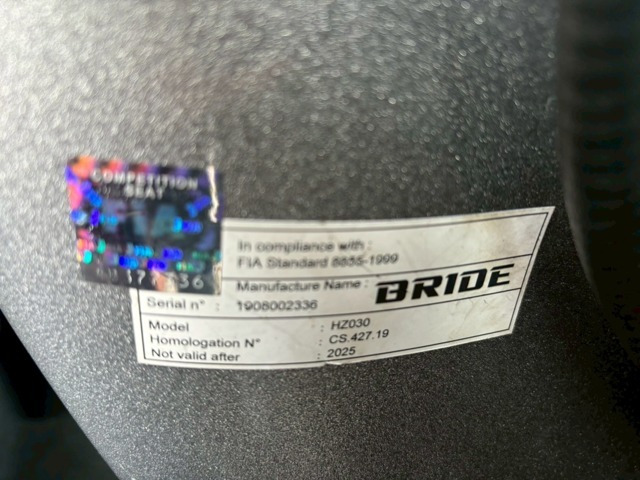 COMPETITION
SEAT
In compliance with :
FIA Standard 8855-1999
Manufacture Name : BRIDE
Serial n° : 1908002336
Model : HZ030
Homologation N° : CS.427.19
Not valid after : 2025